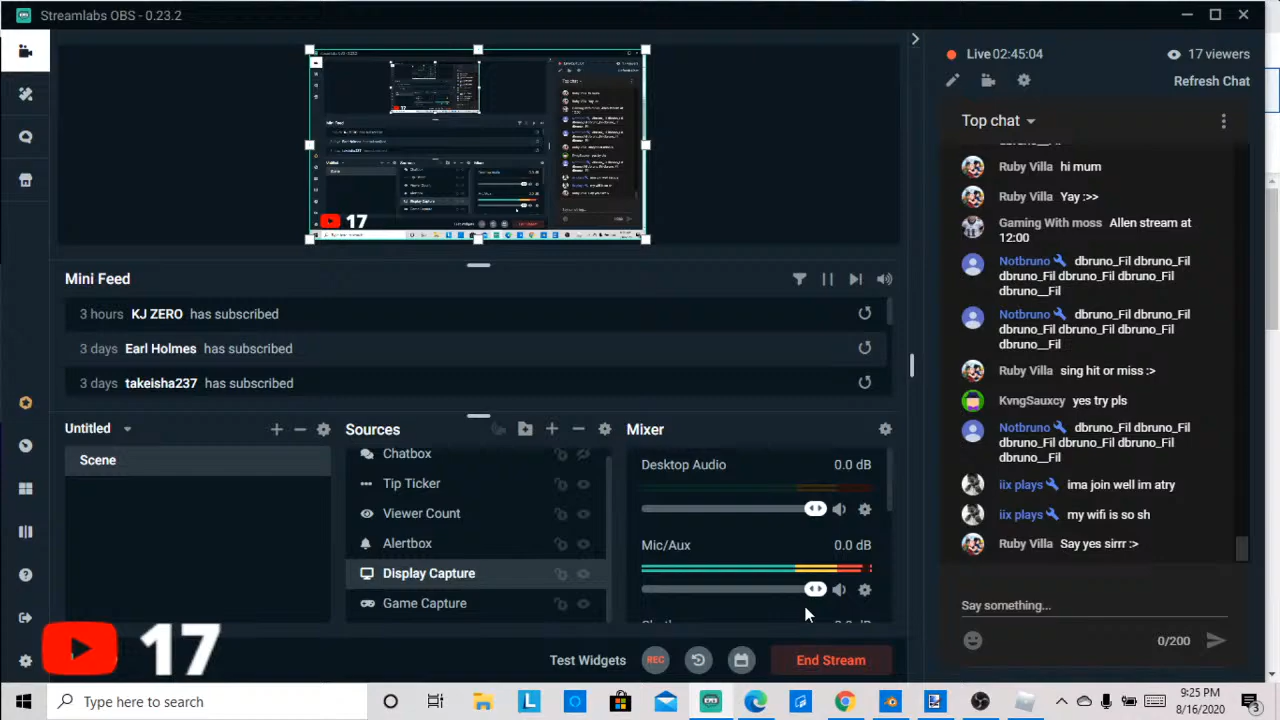 Streamlabs OBS - 0.23.2
Live 02:45:04
17 viewers
Refresh Chat
Top chat
Ruby Villa hi mum
Ruby Villa Yay :>
Gaming With moss Allen stream at
12:00
Notbruno dbruno_Fil dbruno_Fil
dbruno_Fil dbruno_Fil dbruno_Fil
dbruno__Fil
Notbruno dbruno_Fil dbruno_Fil
dbruno_Fil dbruno_Fil dbruno_Fil
dbruno__Fil
Ruby Villa sing hit or miss :>
KvngSauxcy yes try pls
Notbruno dbruno_Fil dbruno_Fil
dbruno_Fil dbruno_Fil dbruno_Fil
dbruno__Fil
iix plays ima join well im atry
iix plays my wifi is so sh
Ruby Villa Say yes sirrr :>
Say something...
0/200
17
Mini Feed
3 hours KJ ZERO has subscribed
3 days Earl Holmes has subscribed
3 days takeisha237 has subscribed
Untitled
Scene
Sources
Chatbox
Tip Ticker
Viewer Count
Alertbox
Display Capture
Game Capture
Mixer
Desktop Audio 0.0 dB
Mic/Aux 0.0 dB
Test Widgets
REC
End Stream
17
Type here to search
9:25 PM
8/16/2020
3